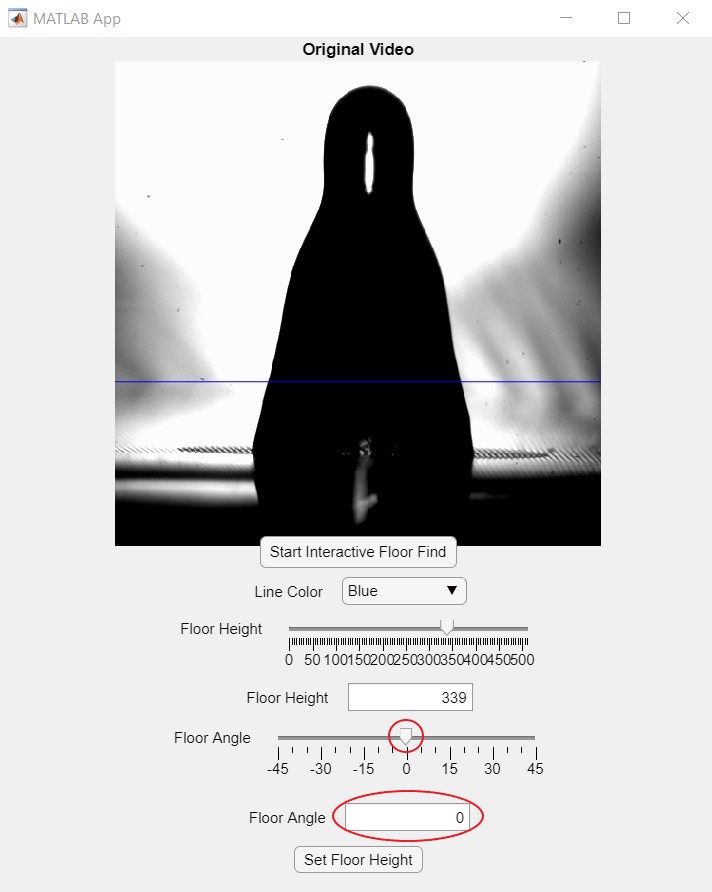 MATLAB App
Original Video
Start Interactive Floor Find
Line Color Blue
Floor Height
0 50 100 150 200 250 300 350 400 450 500
Floor Height 339
Floor Angle
-45 -30 -15 0 15 30 45
Floor Angle 0
Set Floor Height